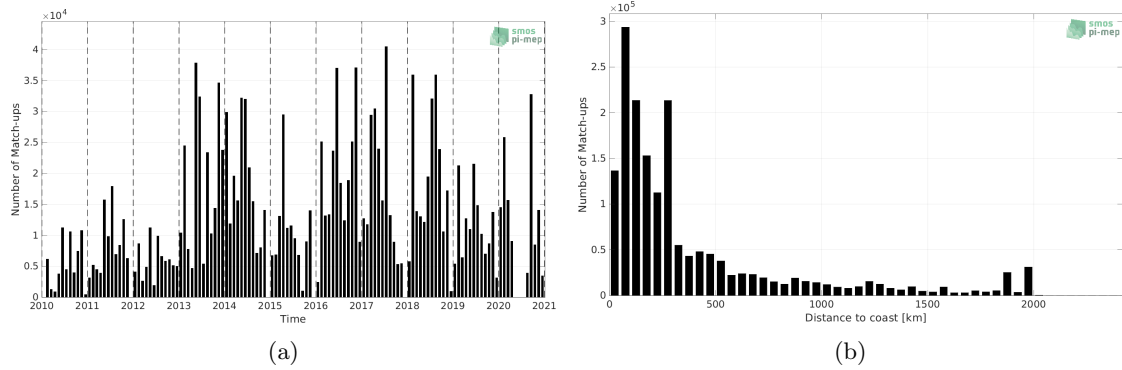 ×10⁴
smos
pi-mep
4
3.5
3
2.5
2
1.5
1
0.5
0
Number of Match-ups
2010 2011 2012 2013 2014 2015 2016 2017 2018 2019 2020 2021
Time
(a)
×10⁵
smos
pi-mep
3
2.5
2
1.5
1
0.5
0
Number of Match-ups
0 500 1000 1500 2000
Distance to coast [km]
(b)